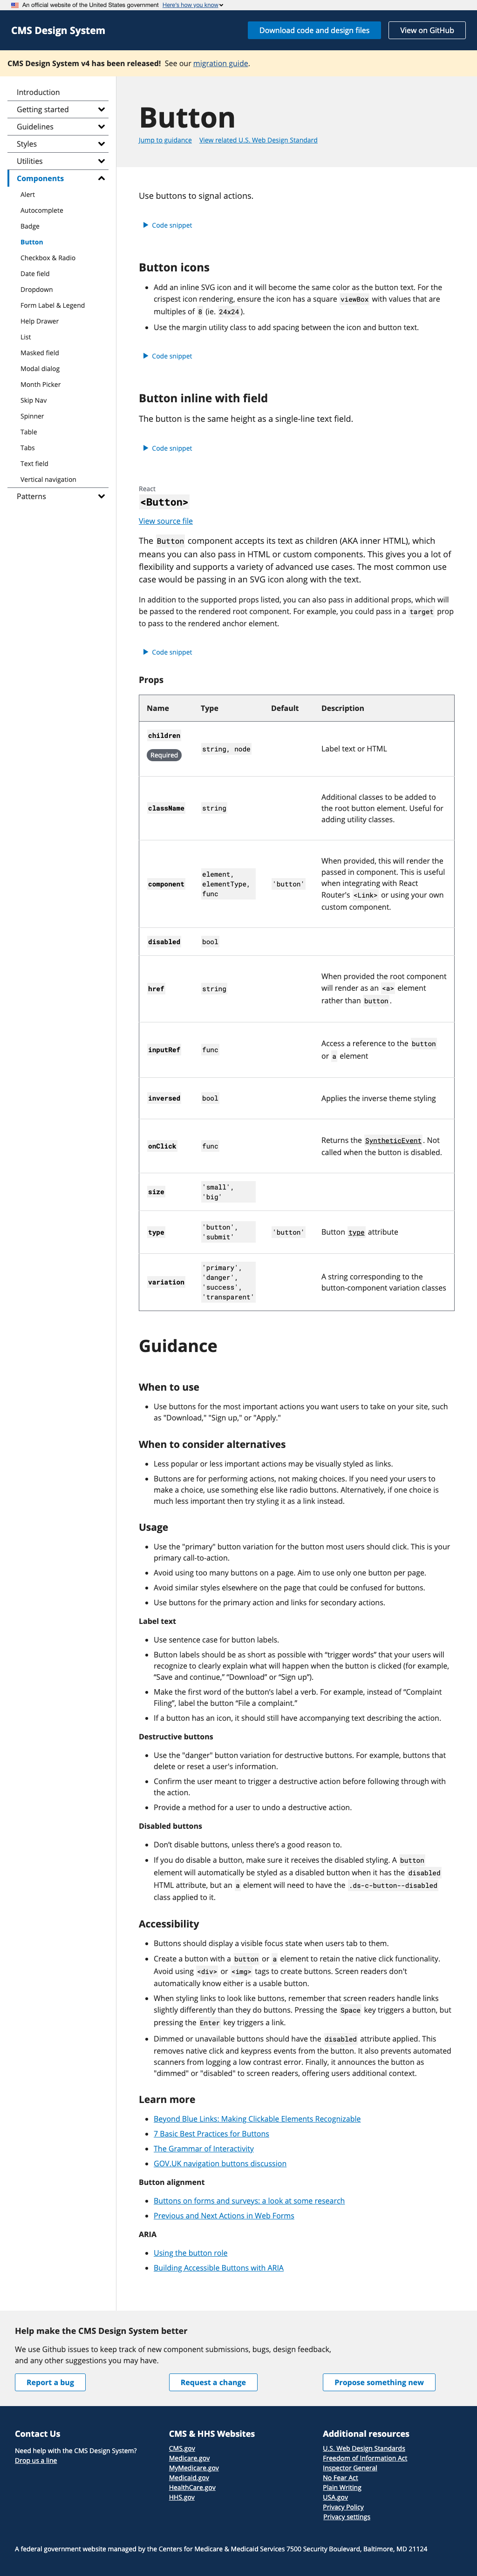 An official website of the United States government Here's how you know
CMS Design System
Download code and design files
View on GitHub
CMS Design System v4 has been released! See our migration guide.
Introduction
Getting started
Guidelines
Styles
Utilities
Components
Alert
Autocomplete
Badge
Button
Checkbox & Radio
Date field
Dropdown
Form Label & Legend
Help Drawer
List
Masked field
Modal dialog
Month Picker
Skip Nav
Spinner
Table
Tabs
Text field
Vertical navigation
Patterns
Button
Jump to guidance View related U.S. Web Design Standard
Use buttons to signal actions.
Code snippet
Button icons
Add an inline SVG icon and it will become the same color as the button text. For the
crispest icon rendering, ensure the icon has a square viewBox with values that are
multiples of 8 (ie. 24x24).
Use the margin utility class to add spacing between the icon and button text.
Code snippet
Button inline with field
The button is the same height as a single-line text field.
Code snippet
React
<Button>
View source file
The Button component accepts its text as children (AKA inner HTML), which
means you can also pass in HTML or custom components. This gives you a lot of
flexibility and supports a variety of advanced use cases. The most common use
case would be passing in an SVG icon along with the text.
In addition to the supported props listed, you can also pass in additional props, which will
be passed to the rendered root component. For example, you could pass in a target prop
to pass to the rendered anchor element.
Code snippet
Props
Name Type Default Description
children
Required
string, node
Label text or HTML
className
string
Additional classes to be added to
the root button element. Useful for
adding utility classes.
component
element,
elementType,
func
'button'
When provided, this will render the
passed in component. This is useful
when integrating with React
Router's <Link> or using your own
custom component.
disabled
bool
href
string
When provided the root component
will render as an <a> element
rather than button.
inputRef
func
Access a reference to the button
or a element
inversed
bool
Applies the inverse theme styling
onClick
func
Returns the SyntheticEvent. Not
called when the button is disabled.
size
'small',
'big'
type
'button',
'submit'
'button'
Button type attribute
variation
'primary',
'danger',
'success',
'transparent'
A string corresponding to the
button-component variation classes
Guidance
When to use
Use buttons for the most important actions you want users to take on your site, such
as "Download," "Sign up," or "Apply."
When to consider alternatives
Less popular or less important actions may be visually styled as links.
Buttons are for performing actions, not making choices. If you need your users to
make a choice, use something else like radio buttons. Alternatively, if one choice is
much less important then try styling it as a link instead.
Usage
Use the "primary" button variation for the button most users should click. This is your
primary call-to-action.
Avoid using too many buttons on a page. Aim to use only one button per page.
Avoid similar styles elsewhere on the page that could be confused for buttons.
Use buttons for the primary action and links for secondary actions.
Label text
Use sentence case for button labels.
Button labels should be as short as possible with “trigger words” that your users will
recognize to clearly explain what will happen when the button is clicked (for example,
“Save and continue,” “Download” or “Sign up”).
Make the first word of the button’s label a verb. For example, instead of “Complaint
Filing”, label the button “File a complaint.”
If a button has an icon, it should still have accompanying text describing the action.
Destructive buttons
Use the "danger" button variation for destructive buttons. For example, buttons that
delete or reset a user's information.
Confirm the user meant to trigger a destructive action before following through with
the action.
Provide a method for a user to undo a destructive action.
Disabled buttons
Don’t disable buttons, unless there’s a good reason to.
If you do disable a button, make sure it receives the disabled styling. A button
element will automatically be styled as a disabled button when it has the disabled
HTML attribute, but an a element will need to have the .ds-c-button--disabled
class applied to it.
Accessibility
Buttons should display a visible focus state when users tab to them.
Create a button with a button or a element to retain the native click functionality.
Avoid using <div> or <img> tags to create buttons. Screen readers don't
automatically know either is a usable button.
When styling links to look like buttons, remember that screen readers handle links
slightly differently than they do buttons. Pressing the Space key triggers a button, but
pressing the Enter key triggers a link.
Dimmed or unavailable buttons should have the disabled attribute applied. This
removes native click and keypress events from the button. It also prevents automated
scanners from logging a low contrast error. Finally, it announces the button as
"dimmed" or "disabled" to screen readers, offering users additional context.
Learn more
Beyond Blue Links: Making Clickable Elements Recognizable
7 Basic Best Practices for Buttons
The Grammar of Interactivity
GOV.UK navigation buttons discussion
Button alignment
Buttons on forms and surveys: a look at some research
Previous and Next Actions in Web Forms
ARIA
Using the button role
Building Accessible Buttons with ARIA
Help make the CMS Design System better
We use Github issues to keep track of new component submissions, bugs, design feedback,
and any other suggestions you may have.
Report a bug
Request a change
Propose something new
Contact Us
Need help with the CMS Design System?
Drop us a line
CMS & HHS Websites
CMS.gov
Medicare.gov
MyMedicare.gov
Medicaid.gov
HealthCare.gov
HHS.gov
Additional resources
U.S. Web Design Standards
Freedom of Information Act
Inspector General
No Fear Act
Plain Writing
USA.gov
Privacy Policy
Privacy settings
A federal government website managed by the Centers for Medicare & Medicaid Services 7500 Security Boulevard, Baltimore, MD 21124